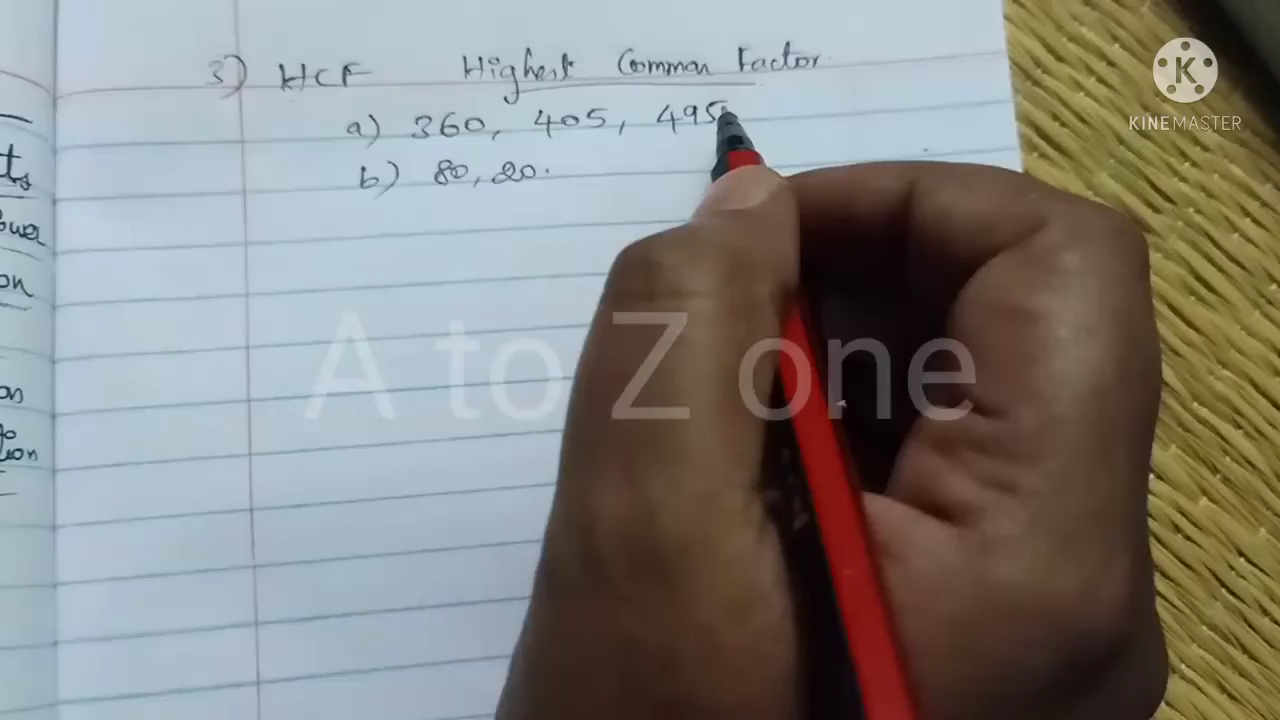 3) HCF Highest Common Factor
a) 360, 405, 495
b) 80, 20.
KINEMASTER
A to Z one